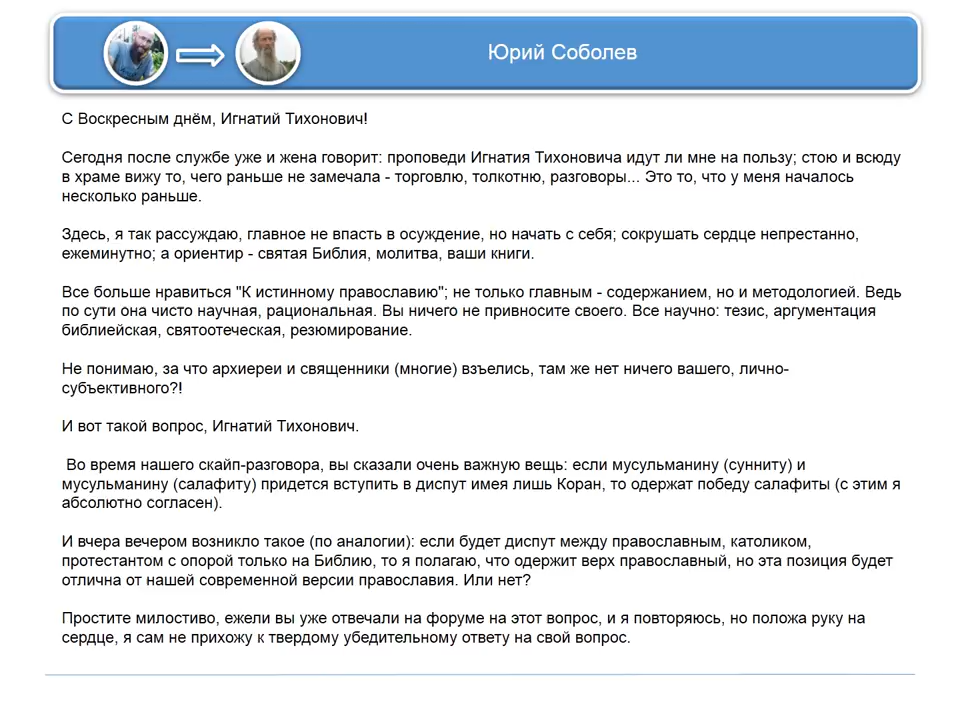 Юрий Соболев
С Воскресным днём, Игнатий Тихонович!
Сегодня после службе уже и жена говорит: проповеди Игнатия Тихоновича идут ли мне на пользу; стою и всюду
в храме вижу то, чего раньше не замечала - торговлю, толкотню, разговоры... Это то, что у меня началось
несколько раньше.
Здесь, я так рассуждаю, главное не впасть в осуждение, но начать с себя; сокрушать сердце непрестанно,
ежеминутно; а ориентир - святая Библия, молитва, ваши книги.
Все больше нравиться "К истинному православию"; не только главным - содержанием, но и методологией. Ведь
по сути она чисто научная, рациональная. Вы ничего не привносите своего. Все научно: тезис, аргументация
библиейская, святоотеческая, резюмирование.
Не понимаю, за что архиереи и священники (многие) взъелись, там же нет ничего вашего, лично-
субъективного?!
И вот такой вопрос, Игнатий Тихонович.
Во время нашего скайп-разговора, вы сказали очень важную вещь: если мусульманину (сунниту) и
мусульманину (салафиту) придется вступить в диспут имея лишь Коран, то одержат победу салафиты (с этим я
абсолютно согласен).
И вчера вечером возникло такое (по аналогии): если будет диспут между православным, католиком,
протестантом с опорой только на Библию, то я полагаю, что одержит верх православный, но эта позиция будет
отлична от нашей современной версии православия. Или нет?
Простите милостиво, ежели вы уже отвечали на форуме на этот вопрос, и я повторяюсь, но положа руку на
сердце, я сам не прихожу к твердому убедительному ответу на свой вопрос.